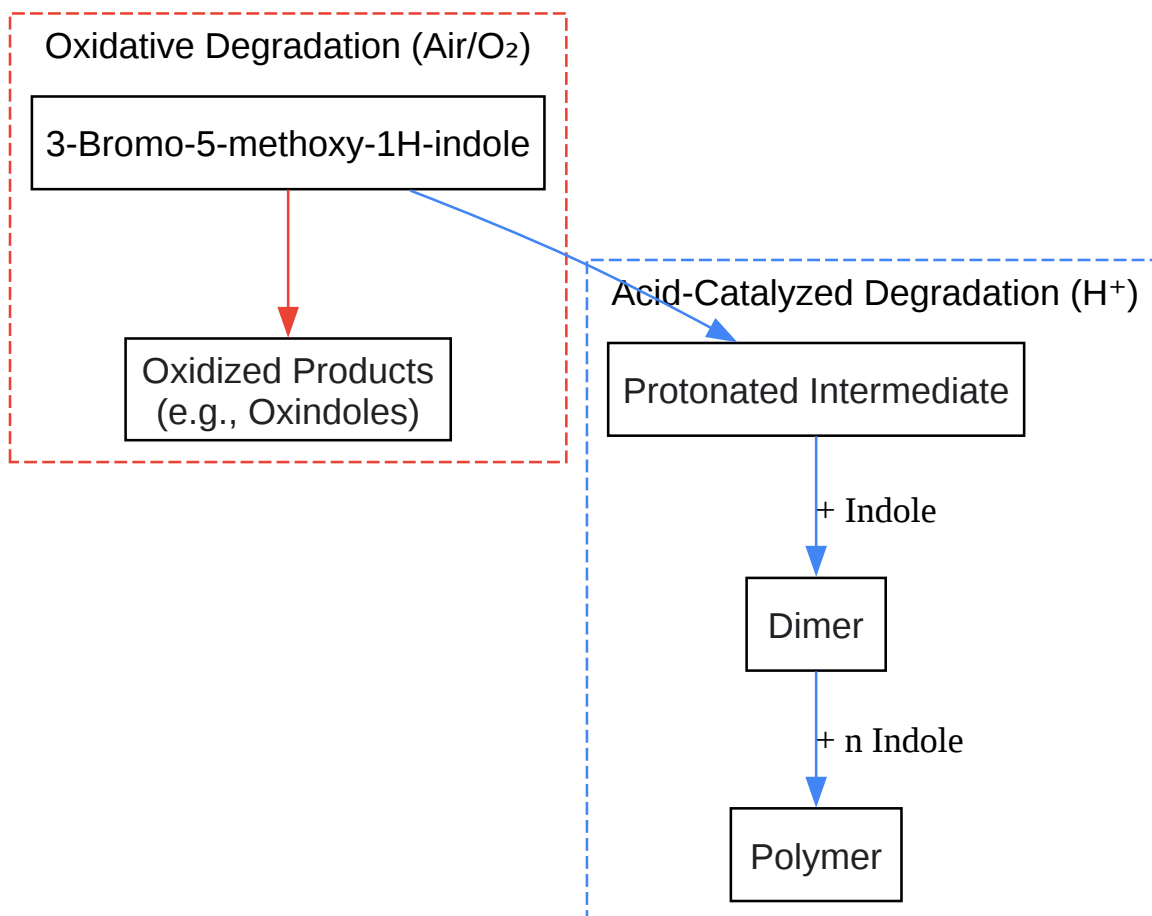 Oxidative Degradation (Air/O₂)
3-Bromo-5-methoxy-1H-indole
Oxidized Products
(e.g., Oxindoles)
Acid-Catalyzed Degradation (H⁺)
Protonated Intermediate
+ Indole
Dimer
+ n Indole
Polymer